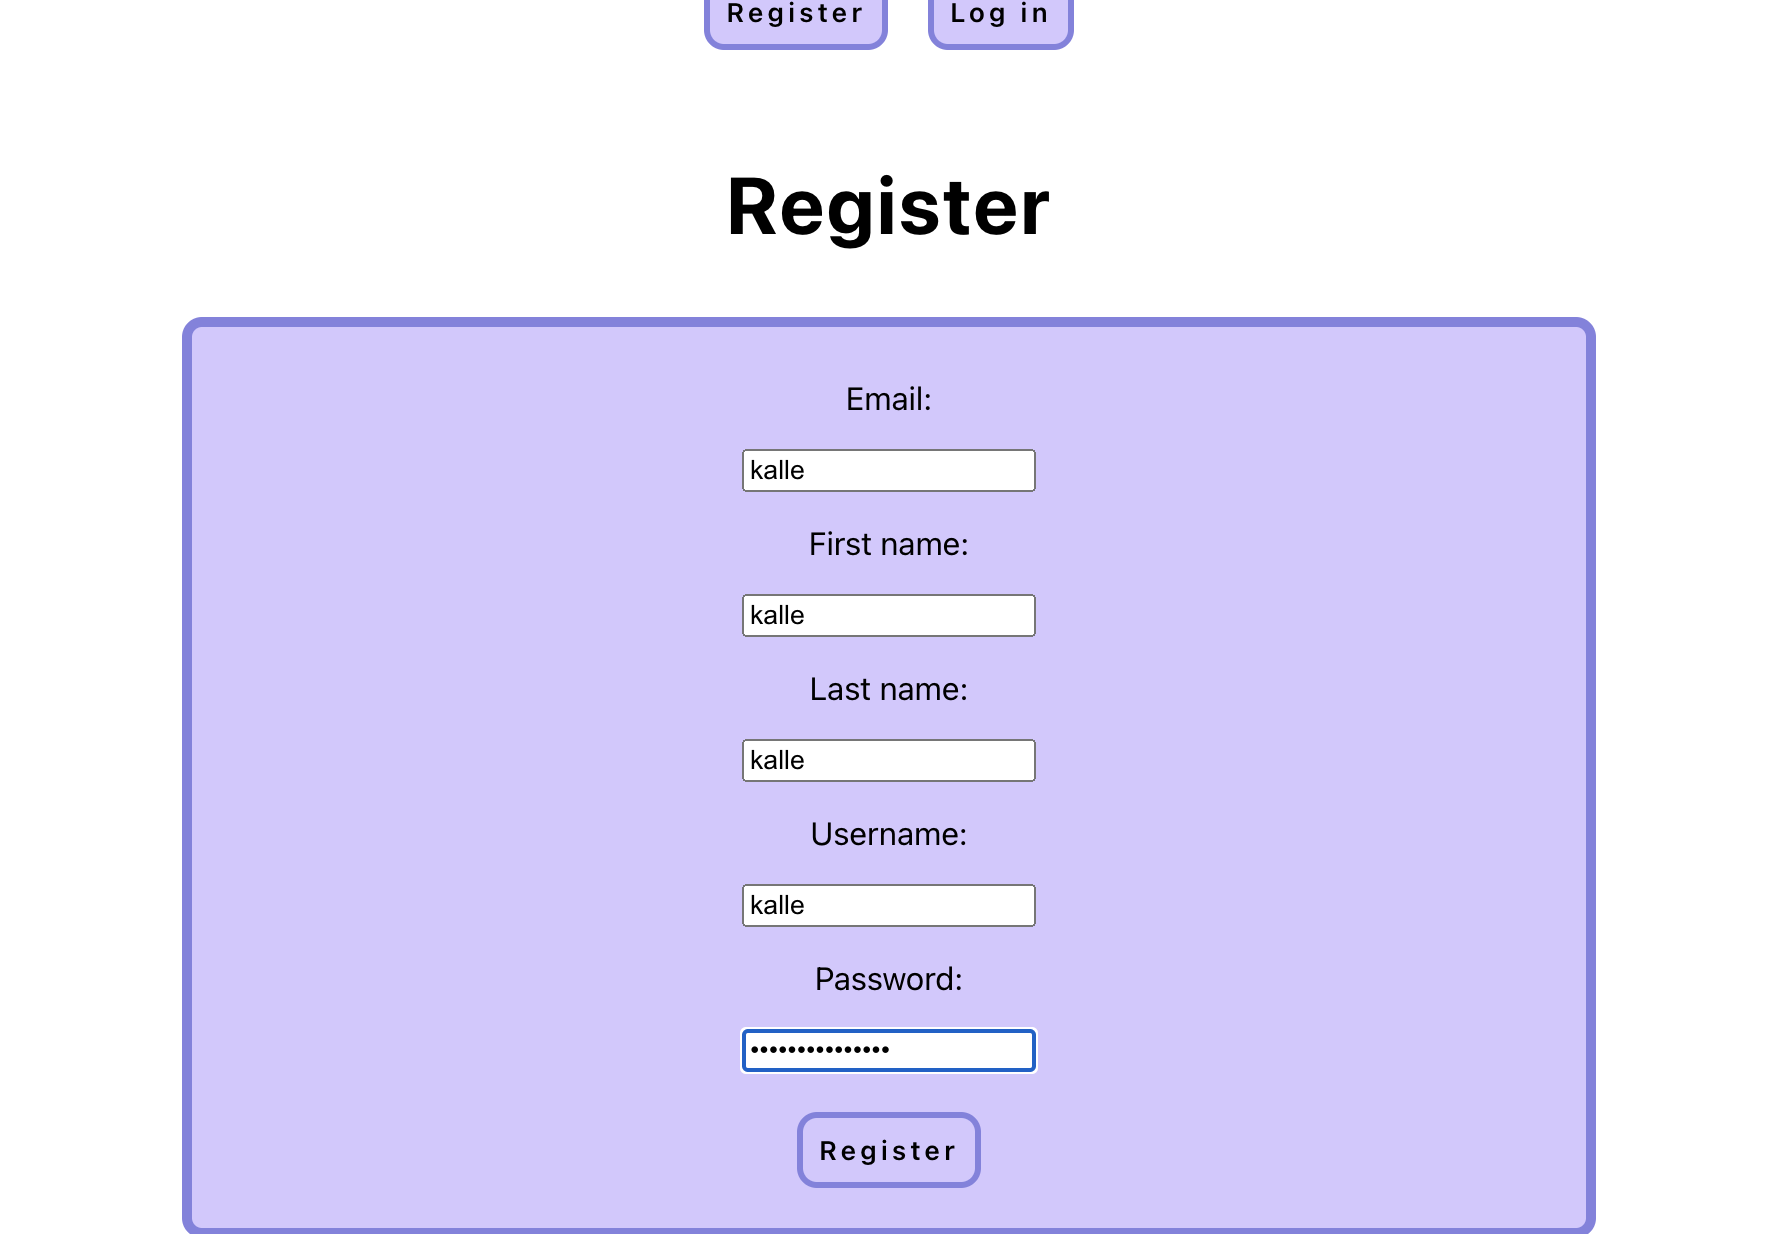 Register Log in
Register
Email:
kalle
First name:
kalle
Last name:
kalle
Username:
kalle
Password:
•••••••••••••••
Register